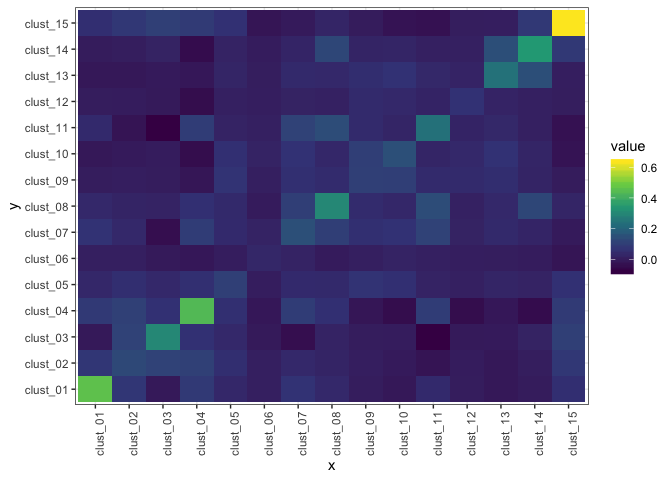 clust_15
clust_14
clust_13
clust_12
clust_11
clust_10
clust_09
clust_08
clust_07
clust_06
clust_05
clust_04
clust_03
clust_02
clust_01
y
clust_01
clust_02
clust_03
clust_04
clust_05
clust_06
clust_07
clust_08
clust_09
clust_10
clust_11
clust_12
clust_13
clust_14
clust_15
x
value
0.6
0.4
0.2
0.0